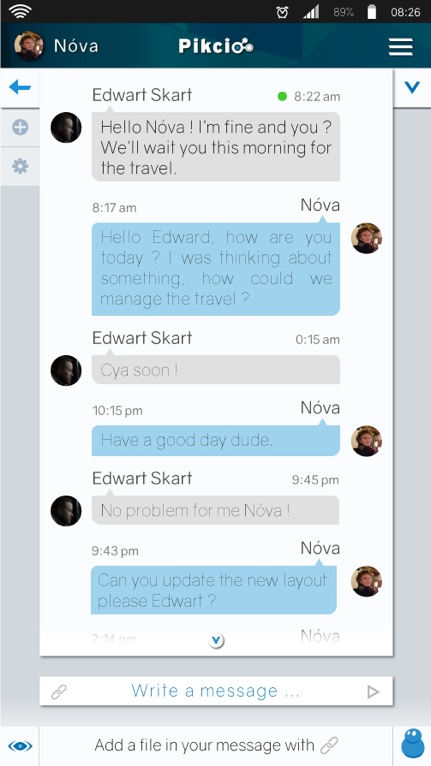 89% 08:26
Nóva Pikcio
Edwart Skart 8:22 am
Hello Nóva ! I'm fine and you ?
We'll wait you this morning for
the travel.
8:17 am Nóva
Hello Edward, how are you
today ? I was thinking about
something, how could we
manage the travel ?
Edwart Skart 0:15 am
Cya soon !
10:15 pm Nóva
Have a good day dude.
Edwart Skart 9:45 pm
No problem for me Nóva !
9:43 pm Nóva
Can you update the new layout
please Edwart ?
2:14 pm Nóva
Write a message ...
Add a file in your message with